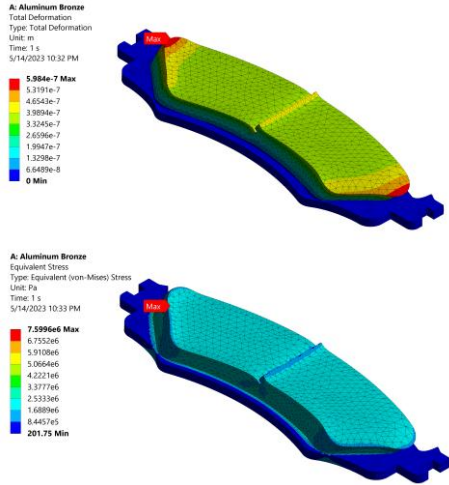 A: Aluminum Bronze
Total Deformation
Type: Total Deformation
Unit: m
Time: 1 s
5/14/2023 10:32 PM
5.984e-7 Max
5.3191e-7
4.6543e-7
3.9894e-7
3.3245e-7
2.6596e-7
1.9947e-7
1.3298e-7
6.6489e-8
0 Min
Max
A: Aluminum Bronze
Equivalent Stress
Type: Equivalent (von-Mises) Stress
Unit: Pa
Time: 1 s
5/14/2023 10:33 PM
7.5996e6 Max
6.7552e6
5.9108e6
5.0664e6
4.2221e6
3.3777e6
2.5333e6
1.6889e6
8.4457e5
201.75 Min
Max